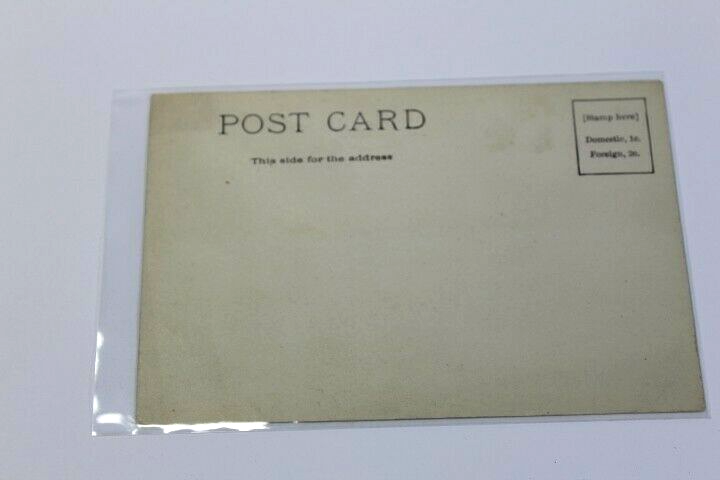 POST CARD
This side for the address
[Stamp here]
Domestic, 1c.
Foreign, 2c.